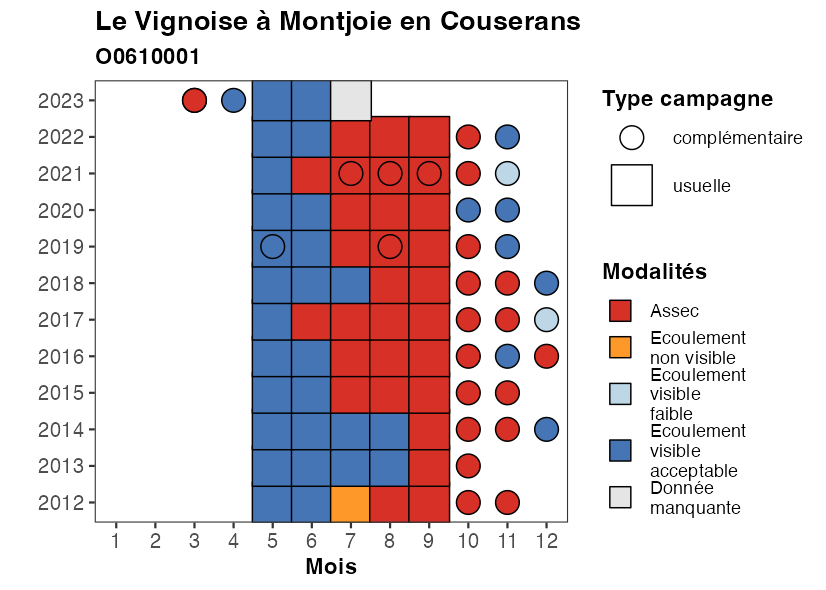 Le Vignoise à Montjoie en Couserans
O0610001
2023
2022
2021
2020
2019
2018
2017
2016
2015
2014
2013
2012
1 2 3 4 5 6 7 8 9 10 11 12
Mois
Type campagne
complémentaire
usuelle
Modalités
Assec
Ecoulement
non visible
Ecoulement
visible
faible
Ecoulement
visible
acceptable
Donnée
manquante